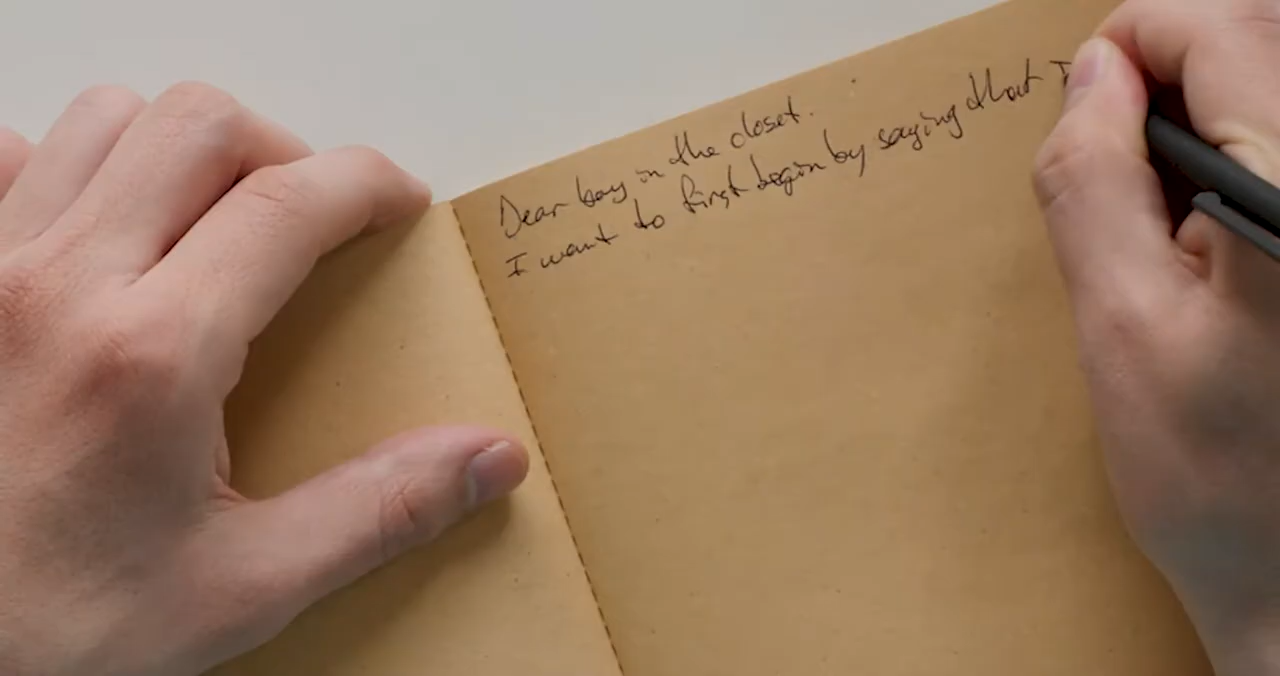 Dear boy in the closet.
I want to first begin by saying that I